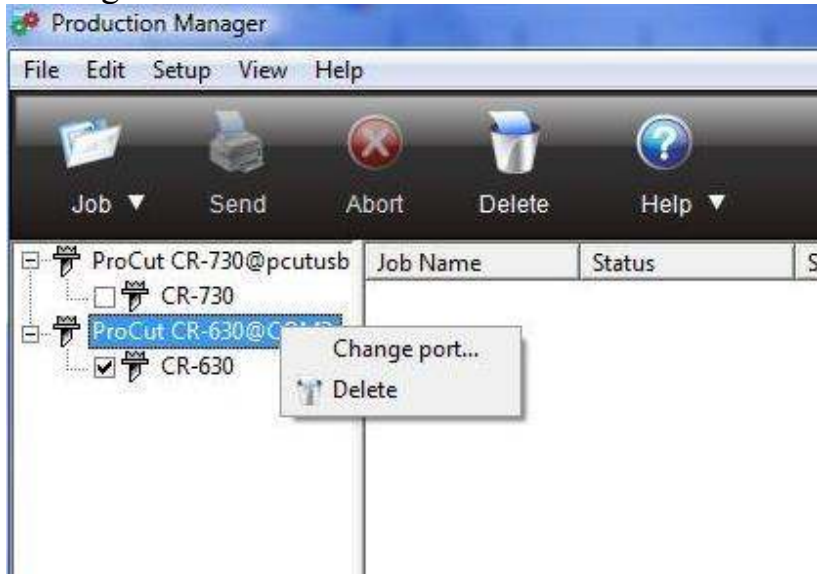 Production Manager
File Edit Setup View Help
Job Send Abort Delete Help
ProCut CR-730@pcutusb Job Name Status S
CR-730
ProCut CR-630@COM3
Change port...
CR-630
Delete